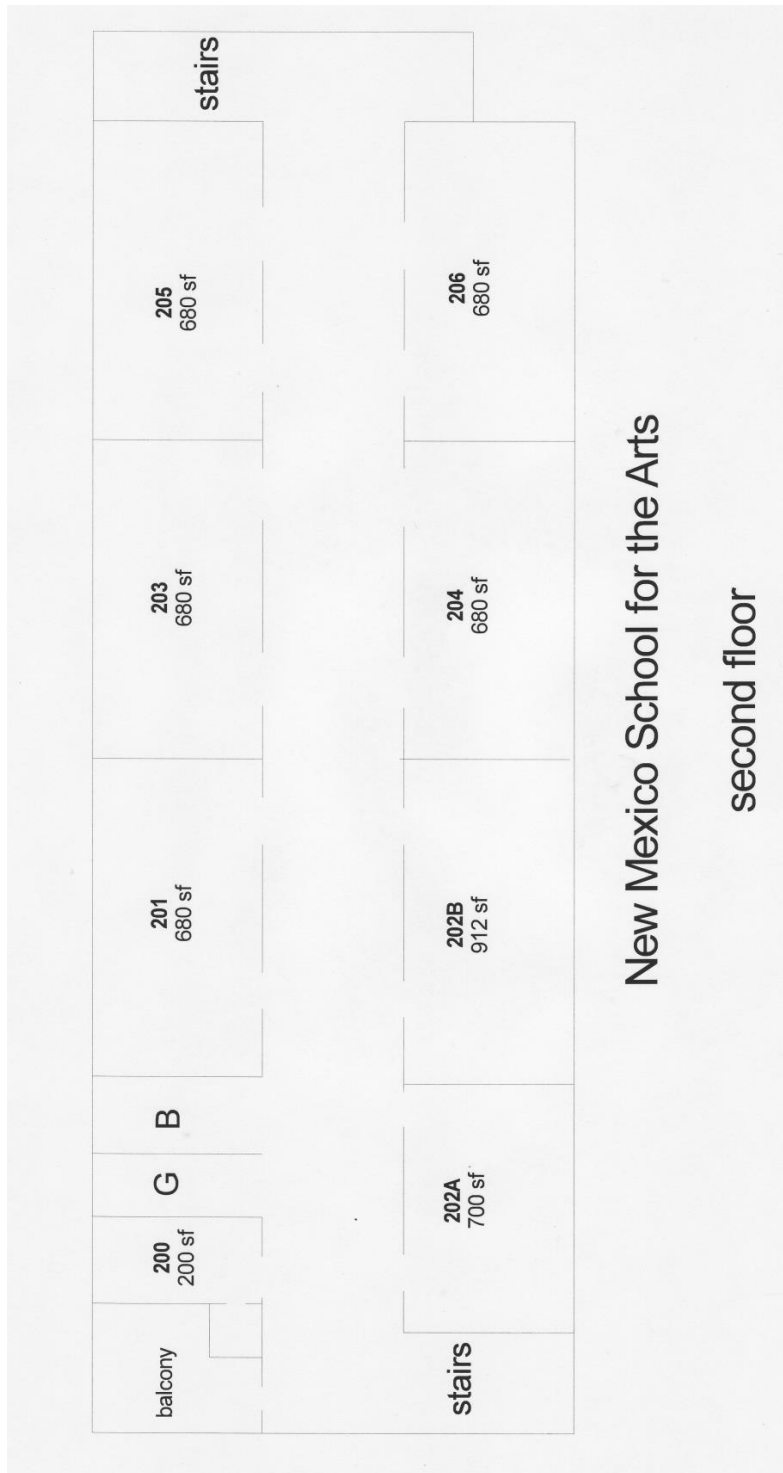 balcony
200
200 sf
G
B
201
680 sf
203
680 sf
205
680 sf
stairs
stairs
202A
700 sf
202B
912 sf
204
680 sf
206
680 sf
New Mexico School for the Arts
second floor